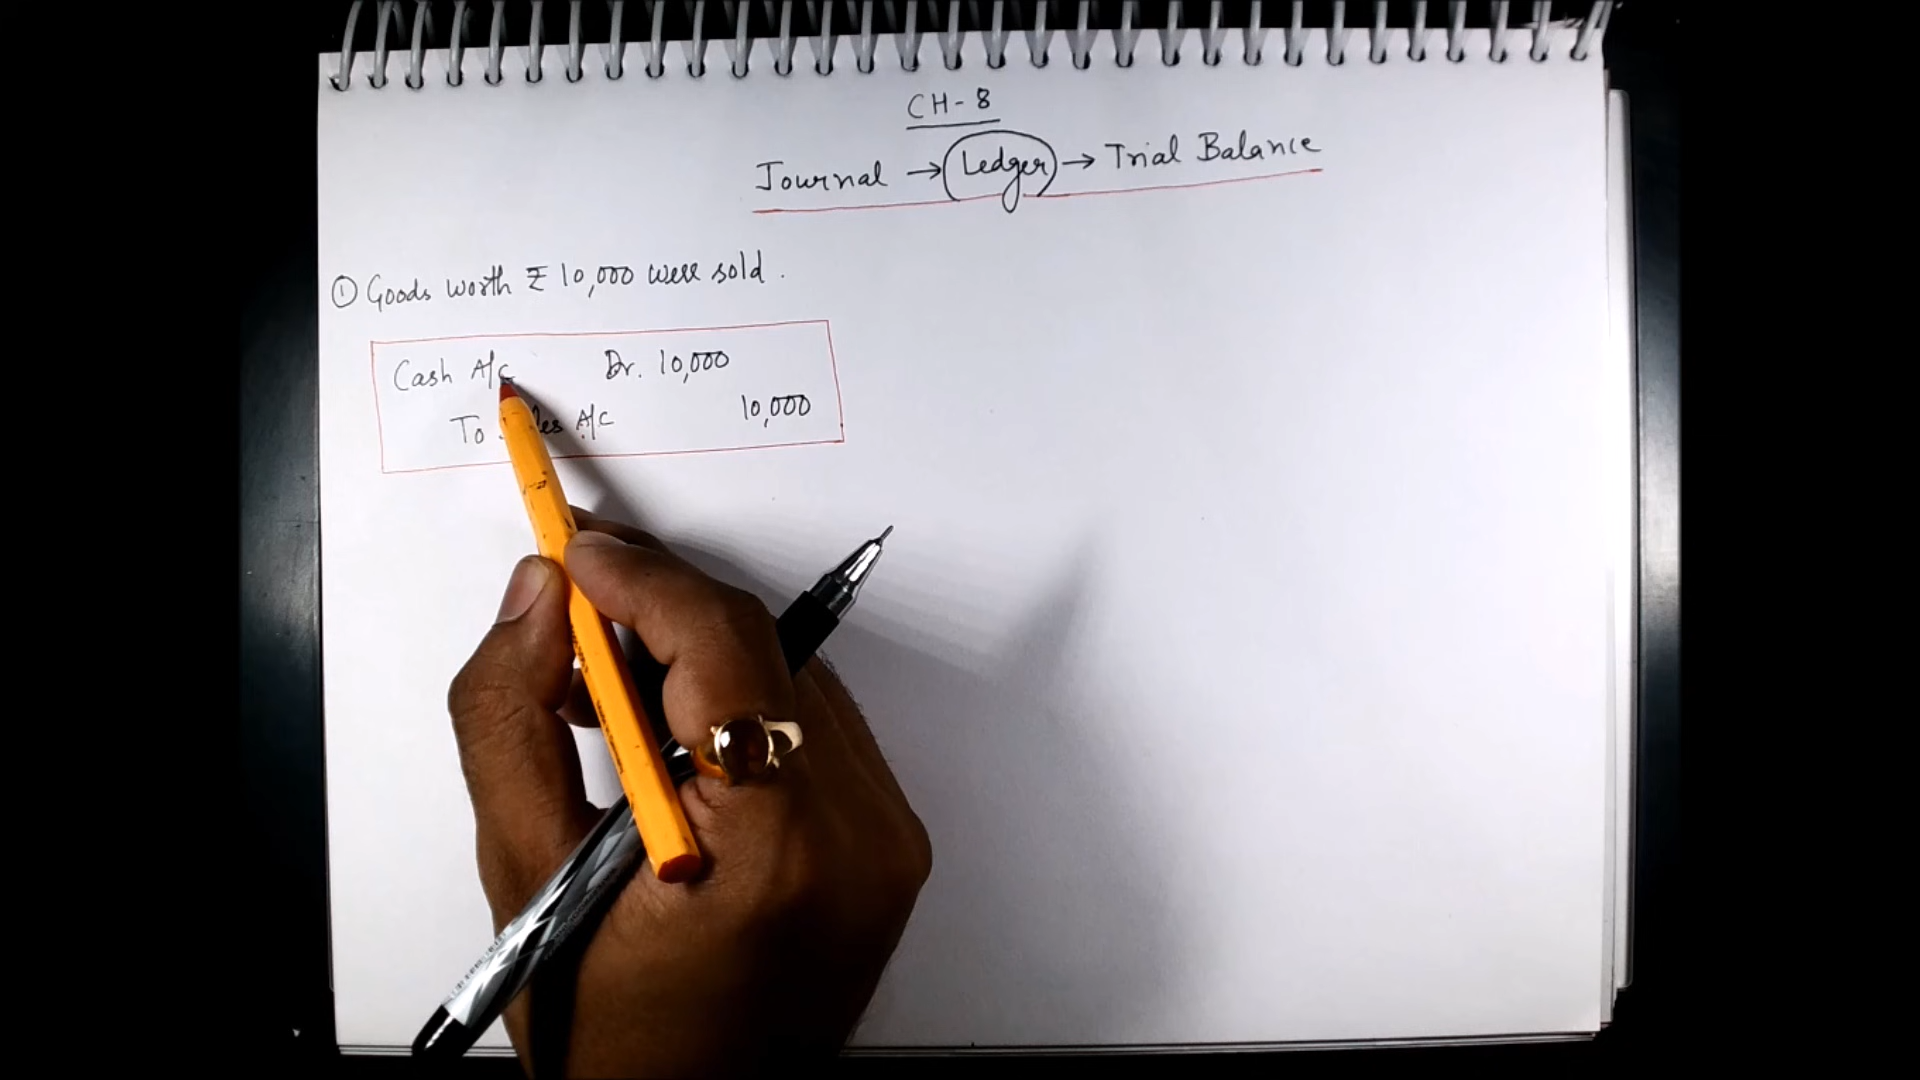 CH-8
Journal → Ledger → Trial Balance
① Goods worth ₹ 10,000 were sold.
Cash A/C Dr. 10,000
To A/C 10,000